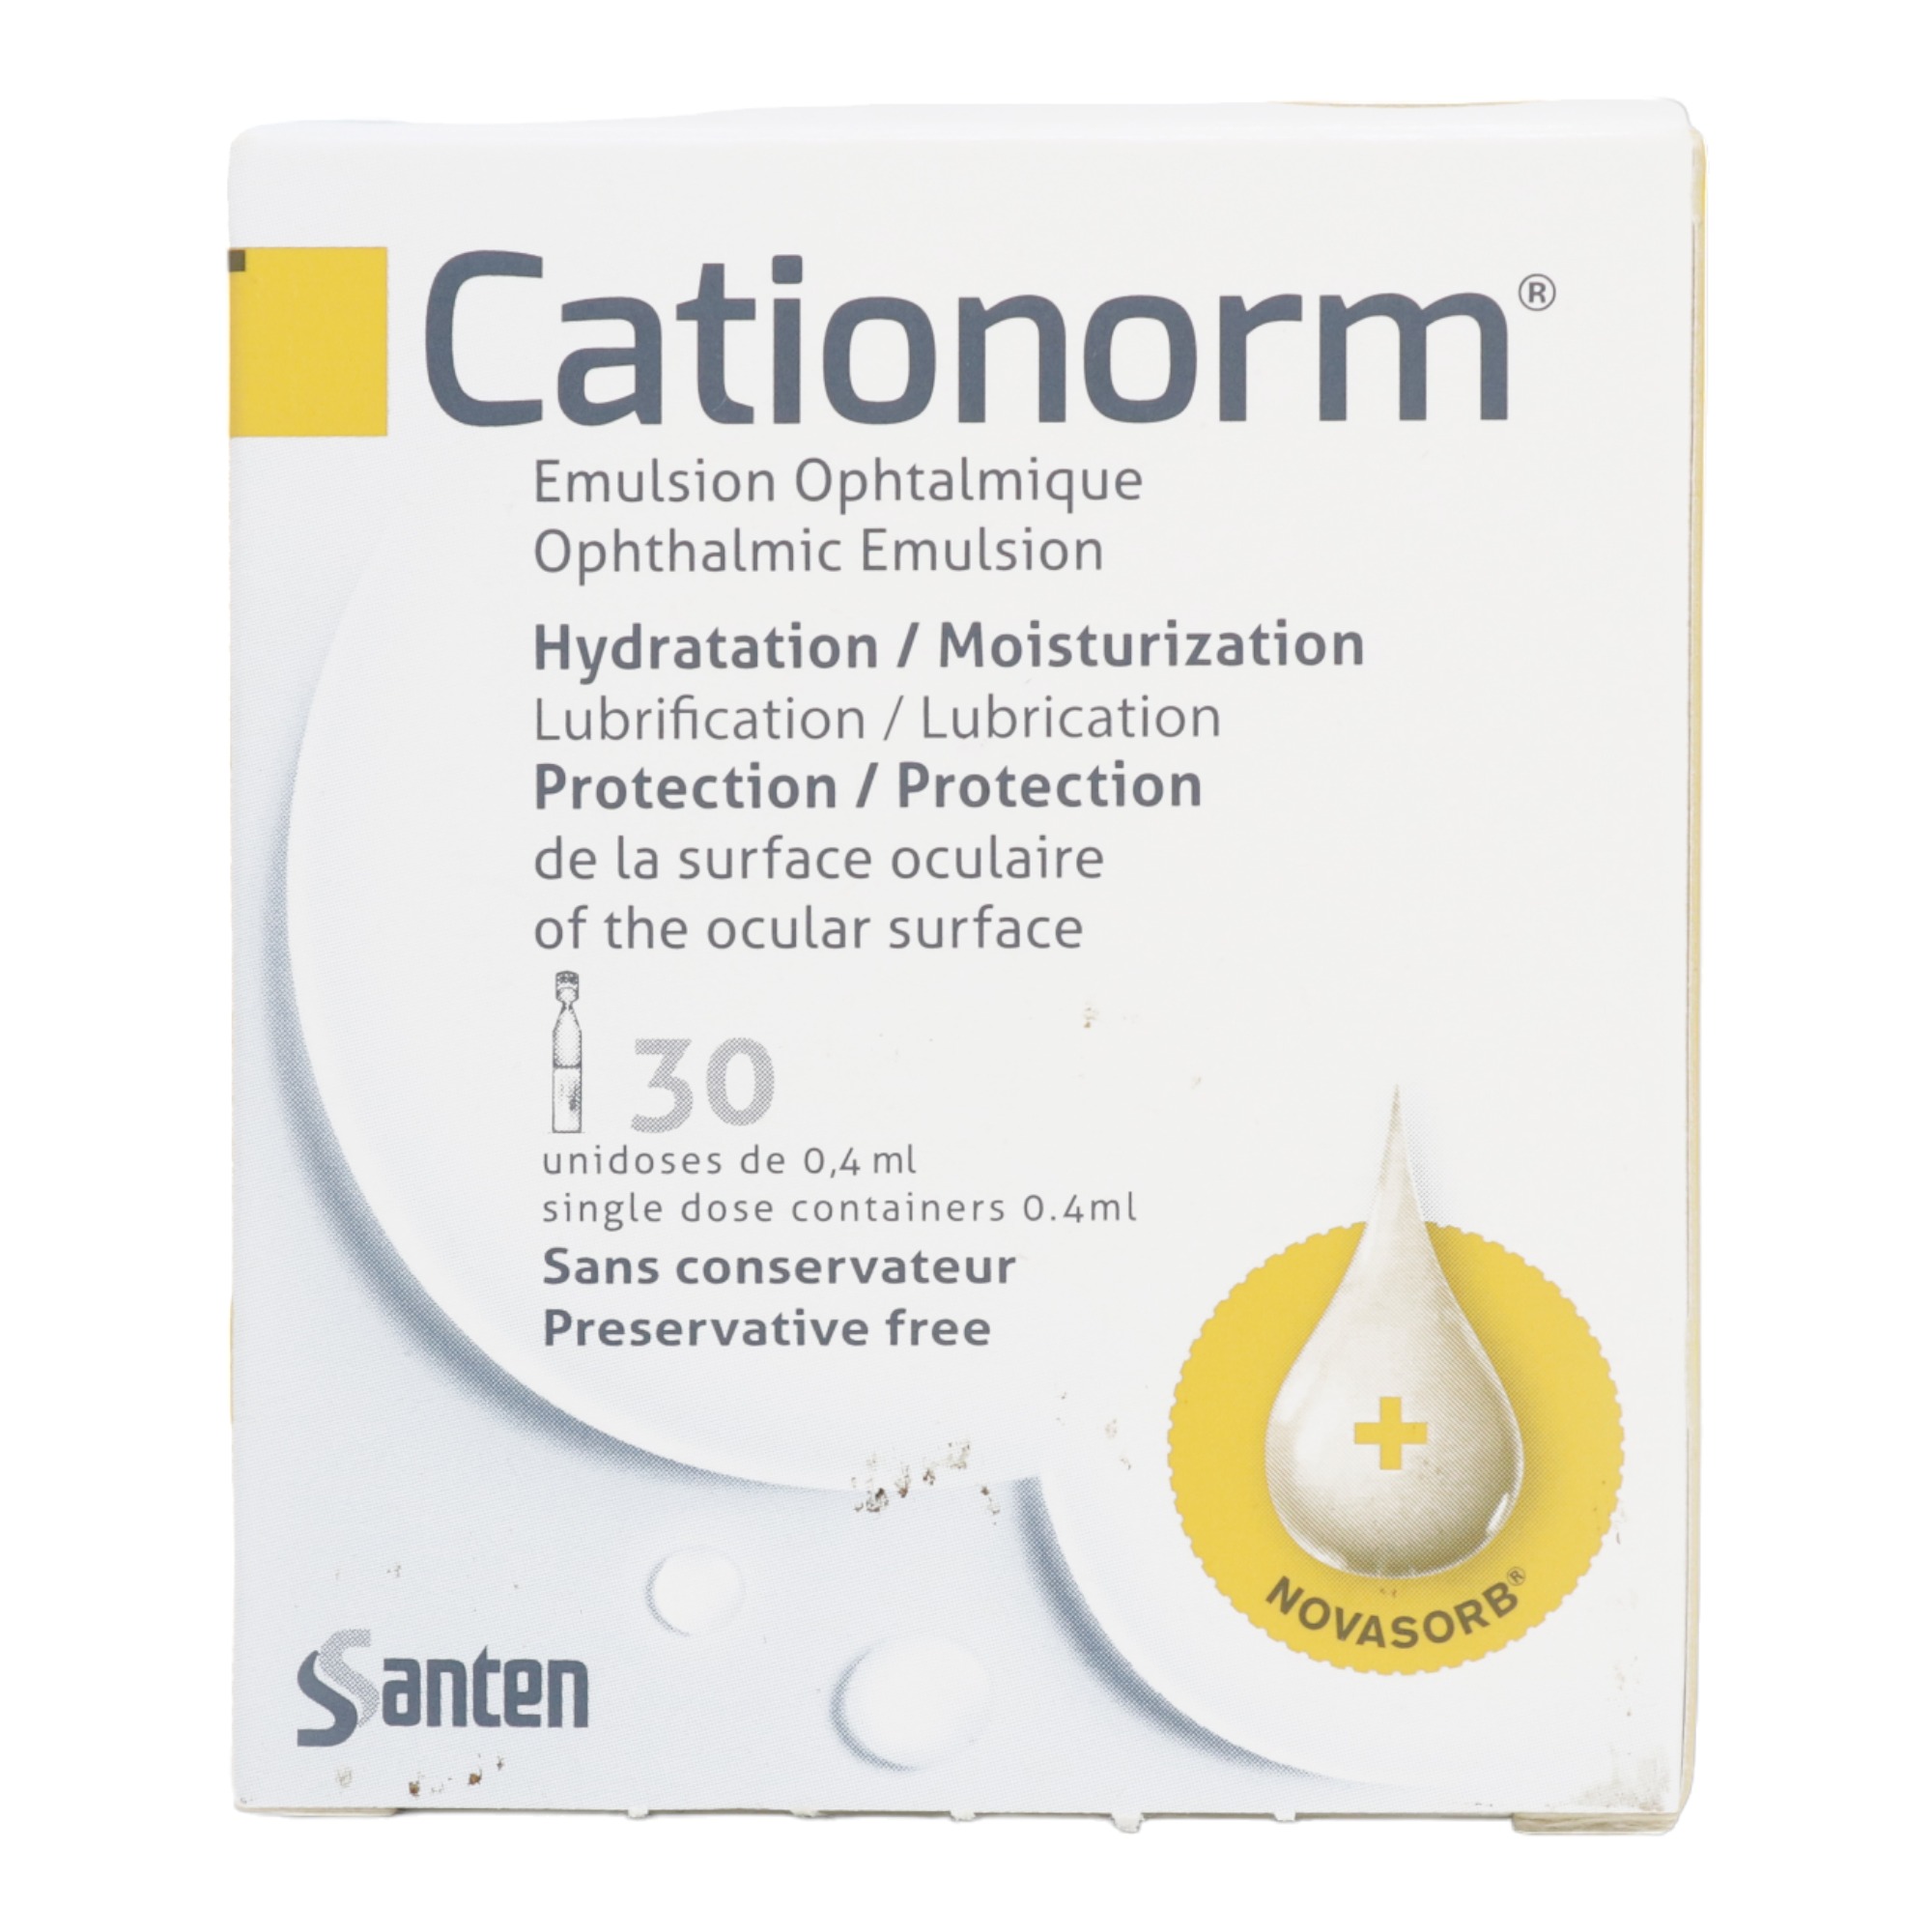 Cationorm®
Emulsion Ophtalmique
Ophthalmic Emulsion
Hydratation / Moisturization
Lubrification / Lubrication
Protection / Protection
de la surface oculaire
of the ocular surface
30
unidoses de 0,4 ml
single dose containers 0.4ml
Sans conservateur
Preservative free
NOVASORB®
Santen